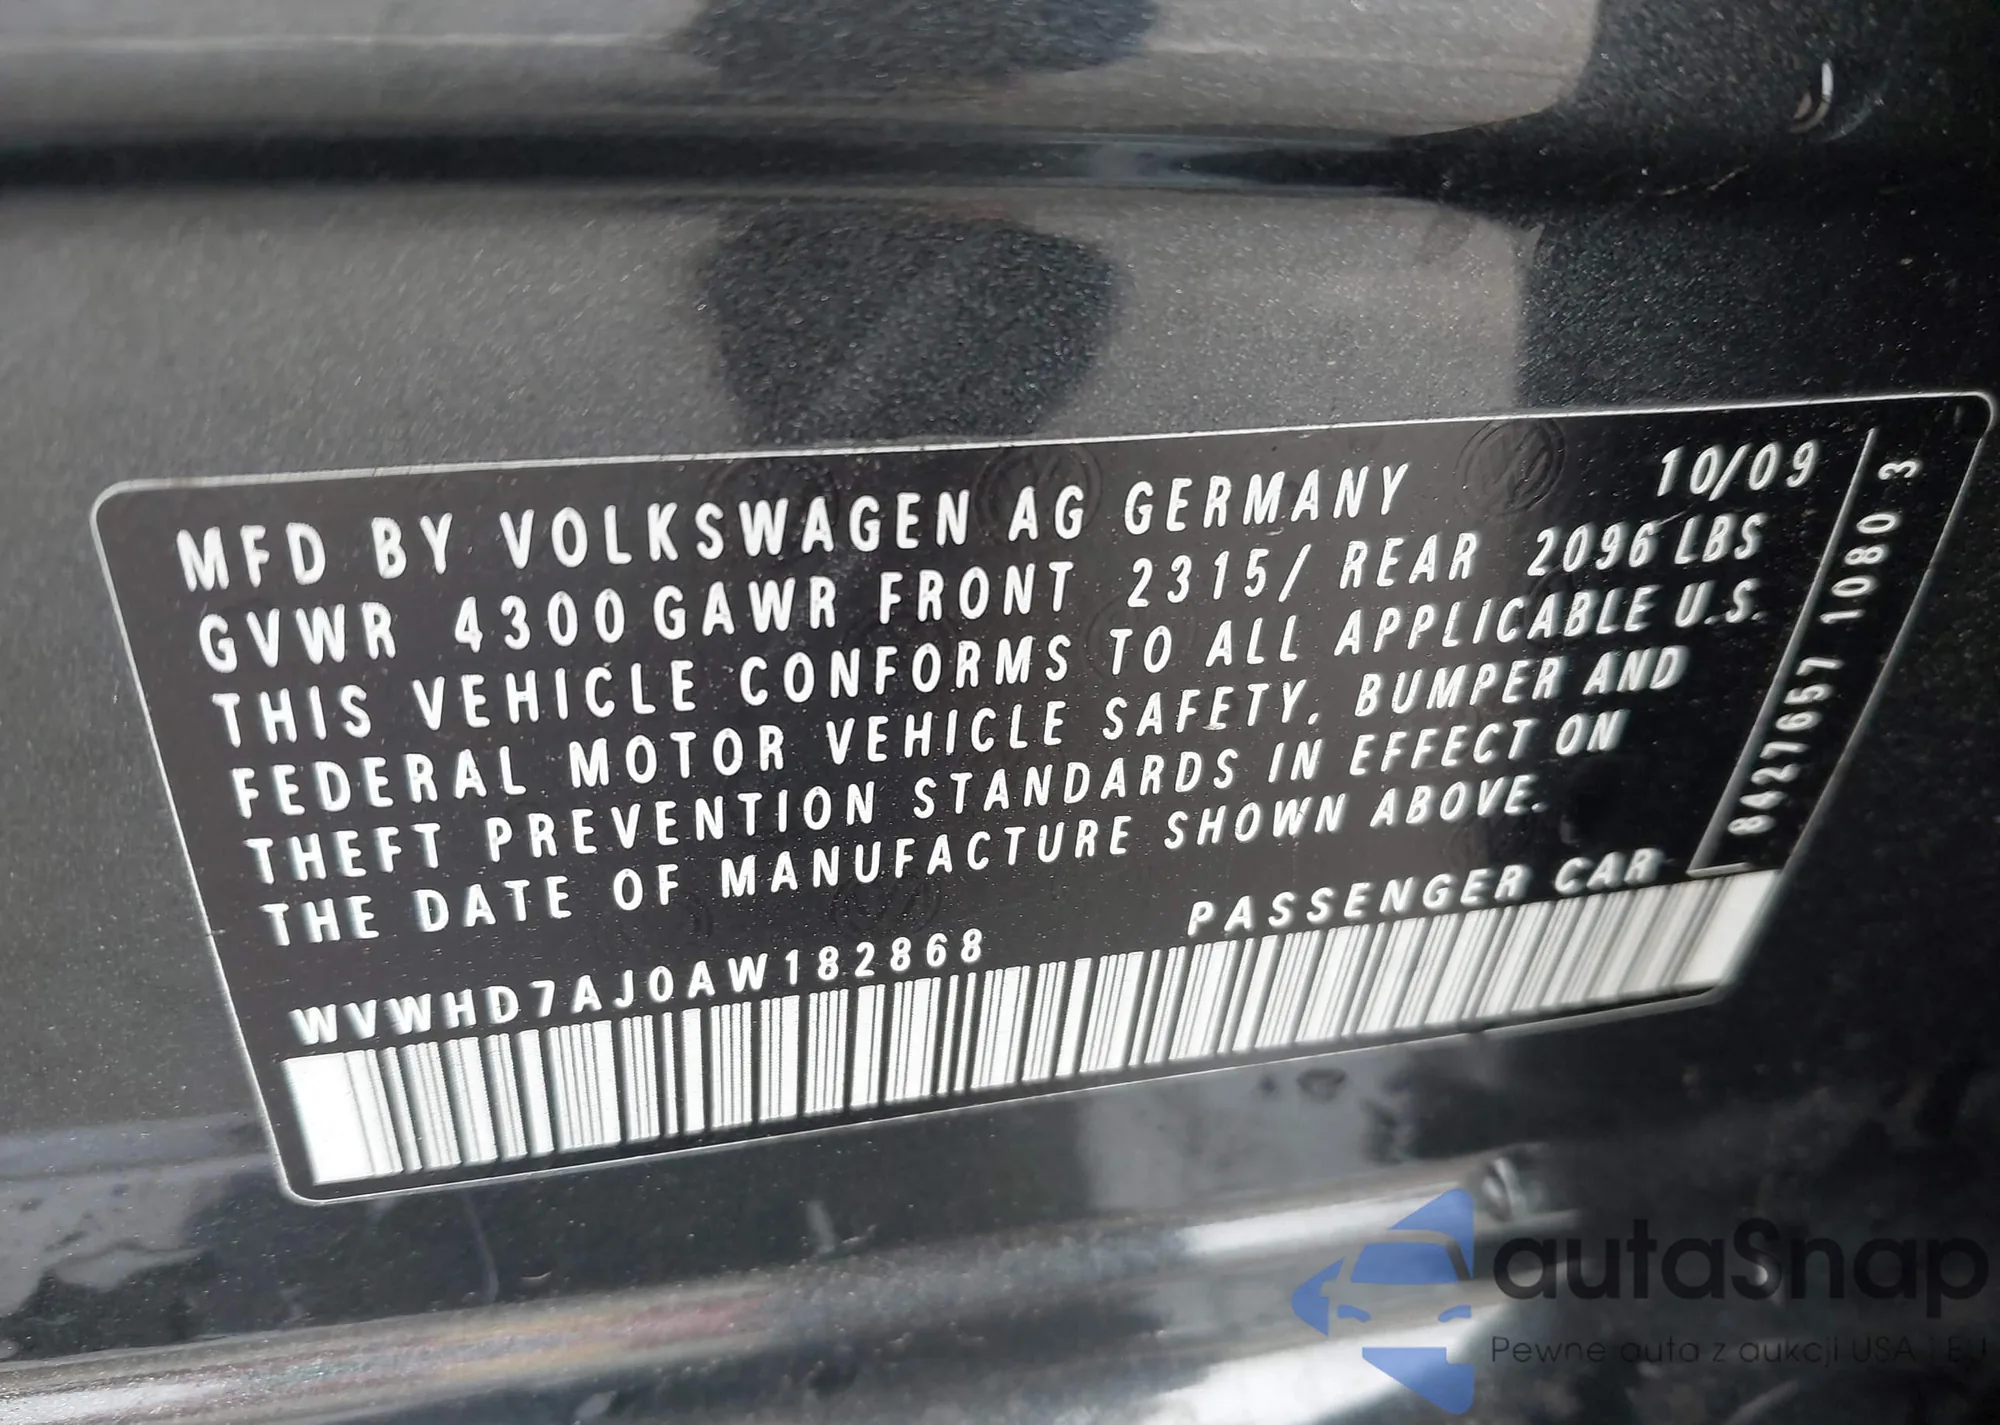 MFD BY VOLKSWAGEN AG GERMANY 10/09
GVWR 4300 GAWR FRONT 2315/ REAR 2096 LBS
THIS VEHICLE CONFORMS TO ALL APPLICABLE U.S.
FEDERAL MOTOR VEHICLE SAFETY, BUMPER AND
THEFT PREVENTION STANDARDS IN EFFECT ON
THE DATE OF MANUFACTURE SHOWN ABOVE.
PASSENGER CAR
WVWHD7AJ0AW182868
8427657 1080 3
autaSnap
Pewne auta z aukcji USA i EU